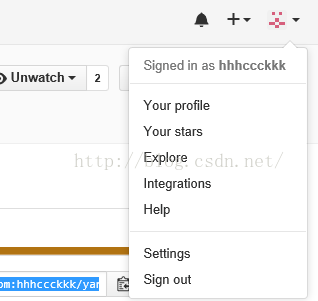 Unwatch 2
Signed in as hhhccckkk
Your profile
Your stars
Explore
http://blog.csdn.net/
Integrations
Help
Settings
om:hhhccckkk/yan
Sign out